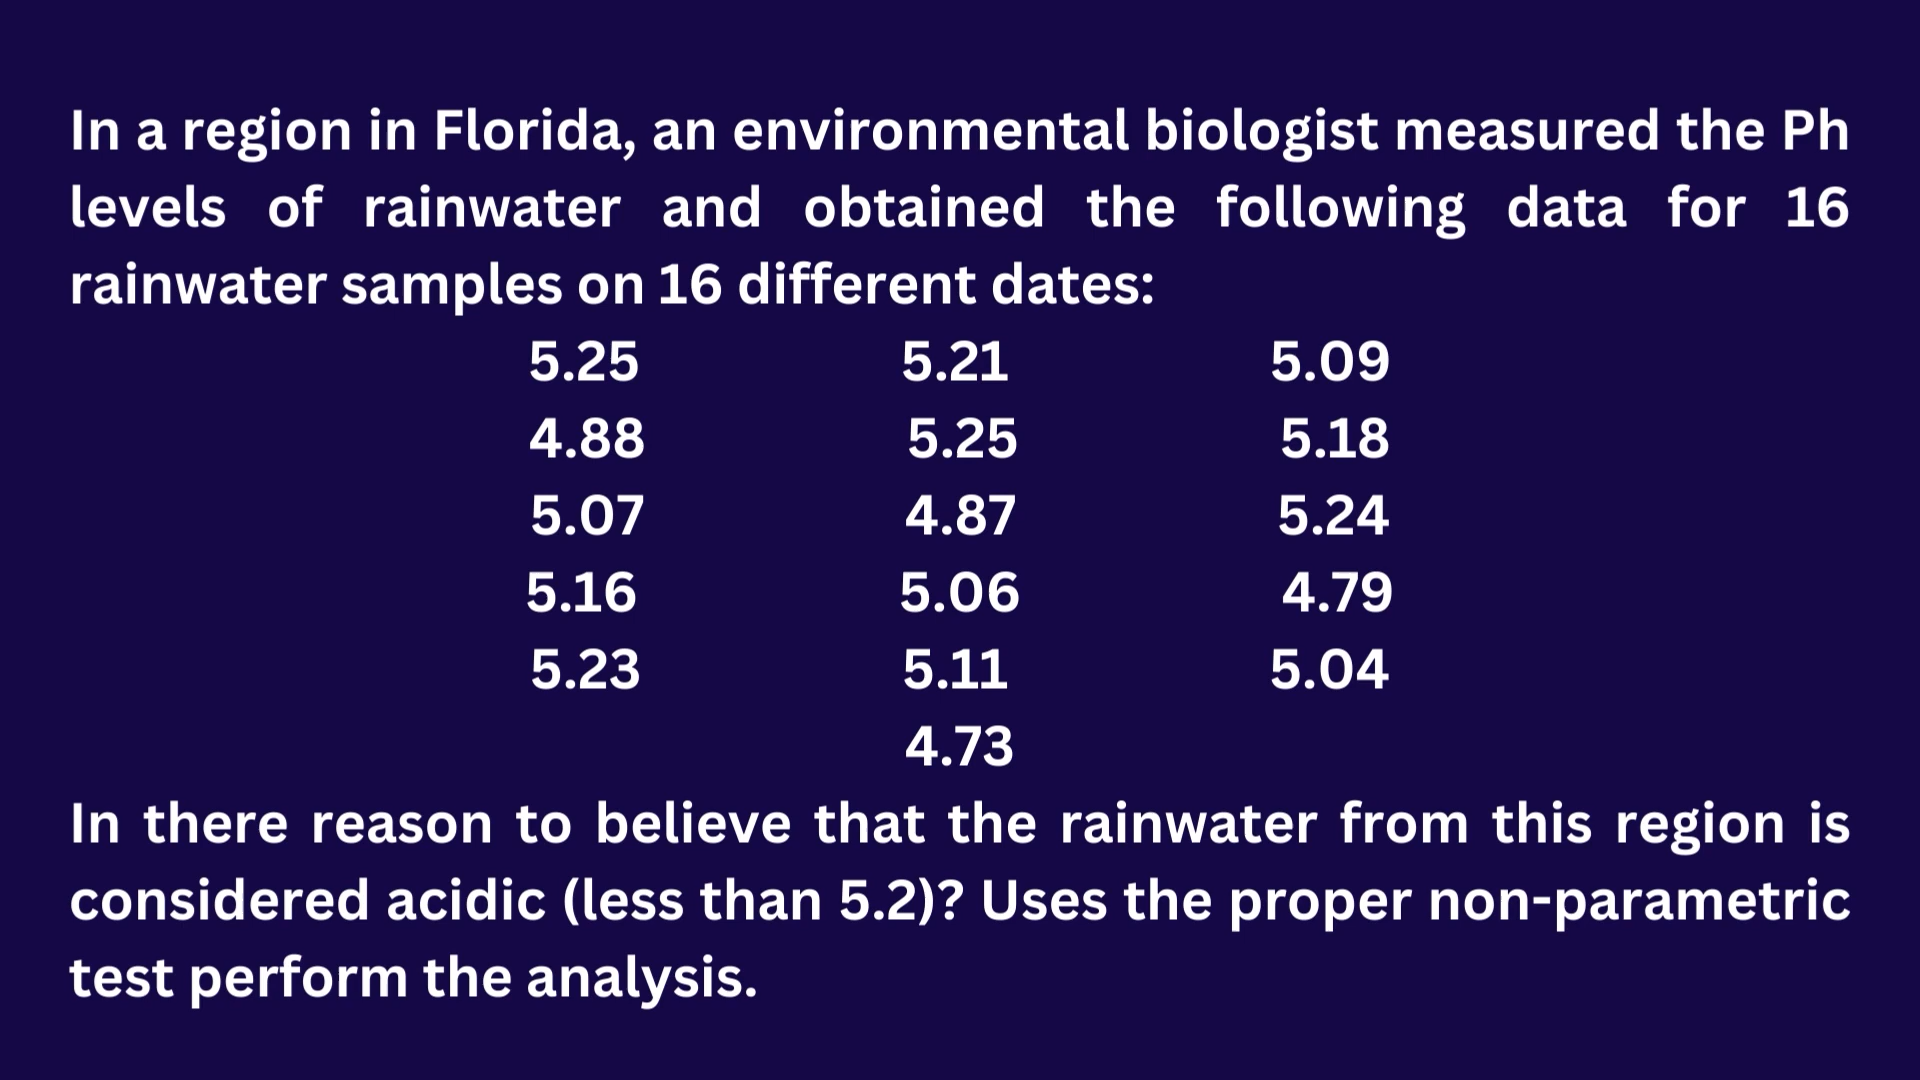 In a region in Florida, an environmental biologist measured the Ph
levels of rainwater and obtained the following data for 16
rainwater samples on 16 different dates:
5.25 5.21 5.09
4.88 5.25 5.18
5.07 4.87 5.24
5.16 5.06 4.79
5.23 5.11 5.04
4.73
In there reason to believe that the rainwater from this region is
considered acidic (less than 5.2)? Uses the proper non-parametric
test perform the analysis.